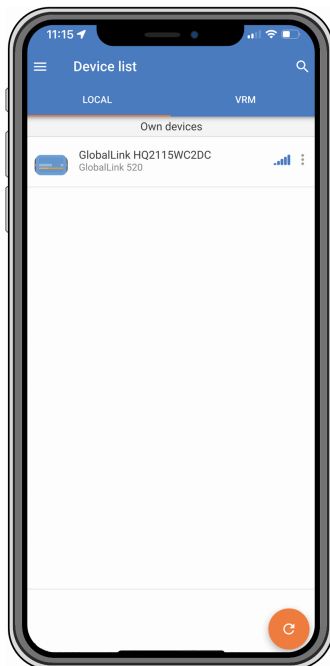 11:15
Device list
LOCAL VRM
Own devices
GlobalLink HQ2115WC2DC
GlobalLink 520